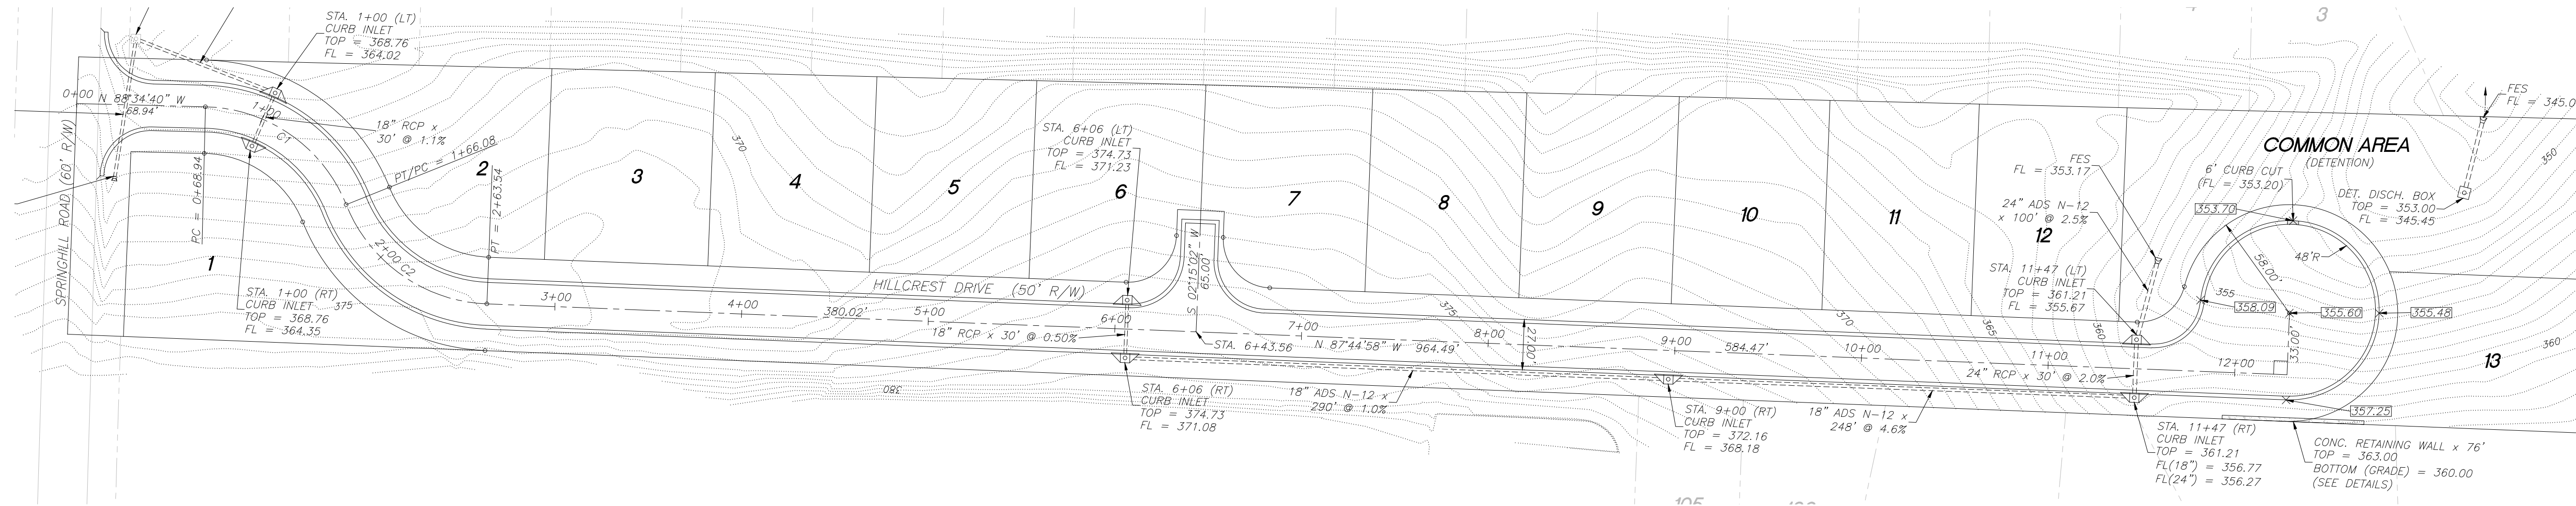 STA. 1+00 (LT)
CURB INLET
TOP = 368.76
FL = 364.02
0+00
N 88°34'40" W
68.94'
1+00
C1
18" RCP x
30' @ 1.1%
PT/PC = 1+66.08
PC = 0+68.94
PT = 2+63.54
2+00
C2
SPRINGHILL ROAD (60' R/W)
1
2
3
4
5
6
7
8
9
10
11
12
13
STA. 1+00 (RT)
CURB INLET
TOP = 368.76
FL = 364.35
375
370
380
3+00
4+00
380.02'
5+00
6+00
HILLCREST DRIVE (50' R/W)
18" RCP x 30' @ 0.50%
STA. 6+06 (LT)
CURB INLET
TOP = 374.73
FL = 371.23
S 02°15'02" W
65.00'
STA. 6+43.56
N 87°44'58" W 964.49'
7+00
8+00
375
27.00'
STA. 6+06 (RT)
CURB INLET
TOP = 374.73
FL = 371.08
18" ADS N-12 x
290' @ 1.0%
9+00
584.47'
10+00
370
365
360
11+00
12+00
STA. 9+00 (RT)
CURB INLET
TOP = 372.16
FL = 368.18
18" ADS N-12 x
248' @ 4.6%
24" RCP x 30' @ 2.0%
FES
FL = 353.17
24" ADS N-12
x 100' @ 2.5%
STA. 11+47 (LT)
CURB INLET
TOP = 361.21
FL = 355.67
STA. 11+47 (RT)
CURB INLET
TOP = 361.21
FL(18") = 356.77
FL(24") = 356.27
COMMON AREA
(DETENTION)
6' CURB CUT
(FL = 353.20)
353.70
DET. DISCH. BOX
TOP = 353.00
FL = 345.45
FES
FL = 345.0
350
48'R
58.00'
355
358.09
355.60
355.48
33.00'
360
357.25
CONC. RETAINING WALL x 76'
TOP = 363.00
BOTTOM (GRADE) = 360.00
(SEE DETAILS)
3